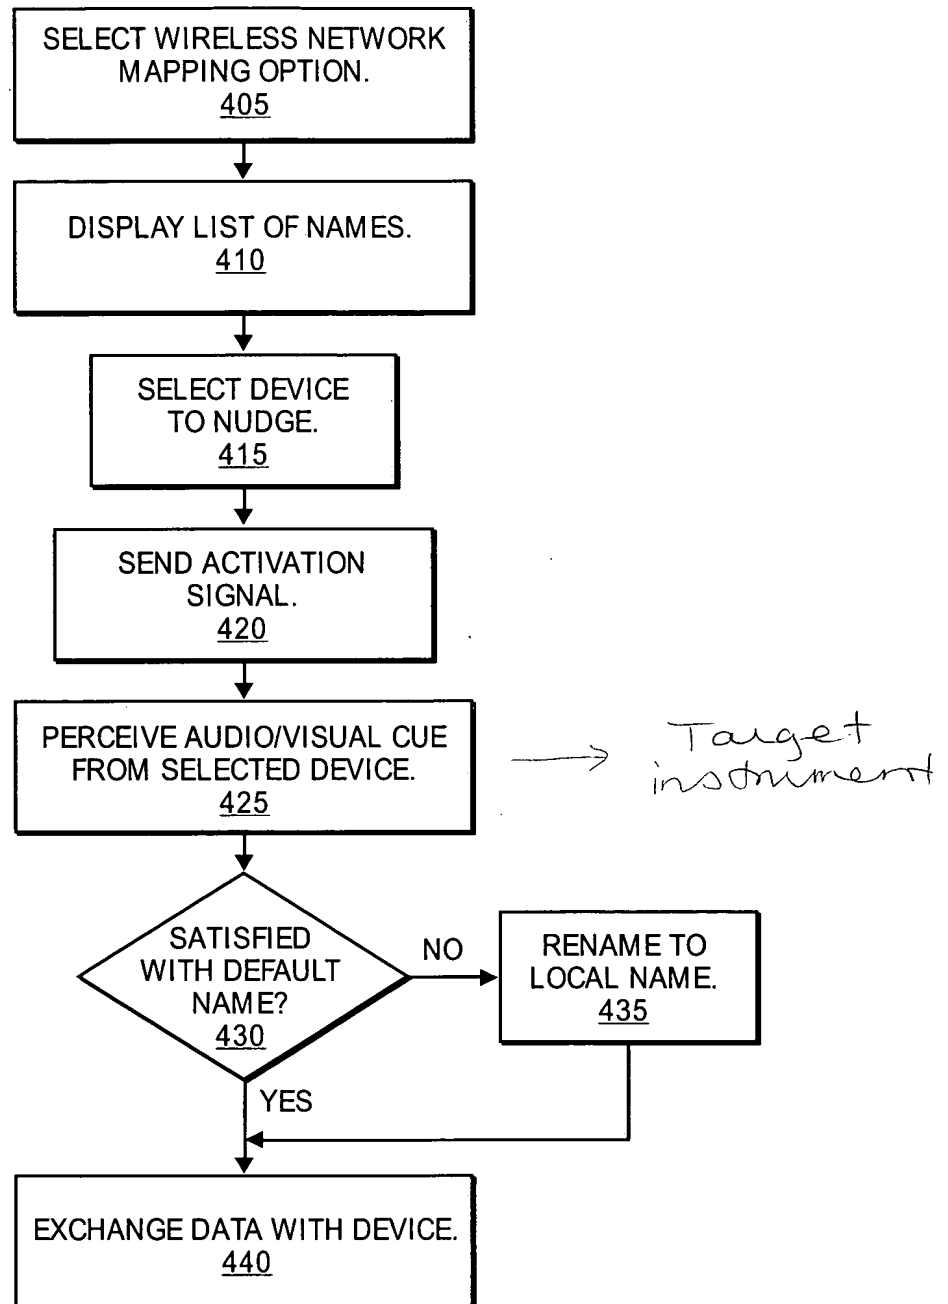 SELECT WIRELESS NETWORK
MAPPING OPTION.
405
DISPLAY LIST OF NAMES.
410
SELECT DEVICE
TO NUDGE.
415
SEND ACTIVATION
SIGNAL.
420
PERCEIVE AUDIO/VISUAL CUE
FROM SELECTED DEVICE.
425
Target
instrument
SATISFIED
WITH DEFAULT
NAME?
430
NO
RENAME TO
LOCAL NAME.
435
YES
EXCHANGE DATA WITH DEVICE.
440